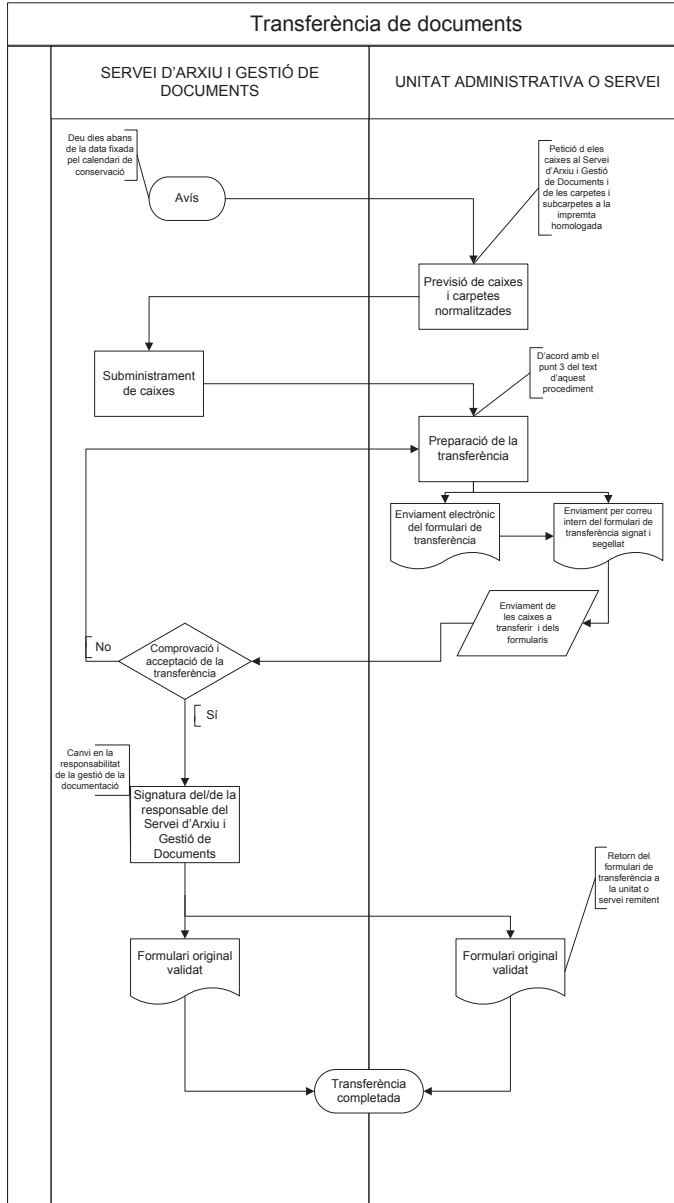 Transferència de documents
SERVEI D'ARXIU I GESTIÓ DE
DOCUMENTS
UNITAT ADMINISTRATIVA O SERVEI
Deu dies abans
de la data fixada
pel calendari de
conservació
Avís
Petició d eles
caixes al Servei
d'Arxiu i Gestió
de Documents i
de les carpetes i
subcarpetes a la
impremta
homologada
Previsió de caixes
i carpetes
normalitzades
Subministrament
de caixes
D'acord amb el
punt 3 del text
d'aquest
procediment
Preparació de la
transferència
Enviament electrònic
del formulari de
transferència
Enviament per correu
intern del formulari de
transferència signat i
segellat
Enviament de
les caixes a
transferir i dels
formularis
No
Comprovació i
acceptació de la
transferència
Sí
Canvi en la
responsabilitat
de la gestió de la
documentació
Signatura del/de la
responsable del
Servei d'Arxiu i
Gestió de
Documents
Retorn del
formulari de
transferència a
la unitat o
servei remitent
Formulari original
validat
Formulari original
validat
Transferència
completada